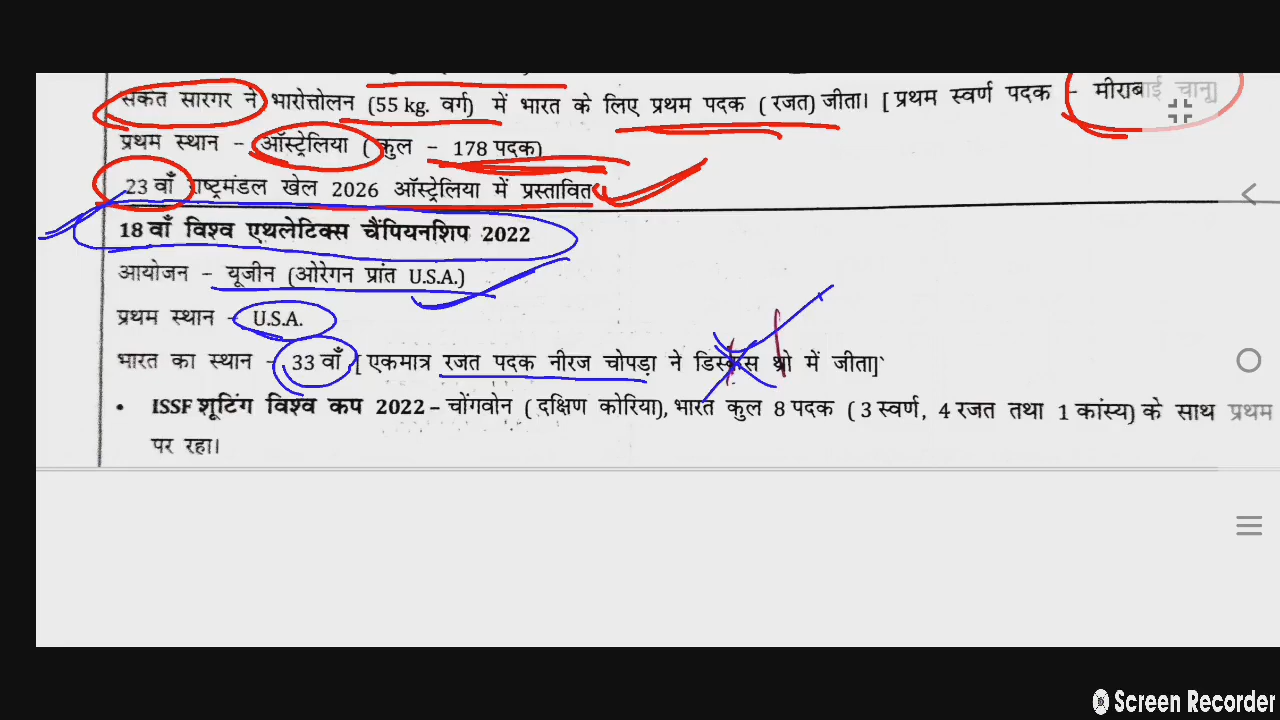 संकेत सारगर ने भारोत्तोलन (55 kg. वर्ग) में भारत के लिए प्रथम पदक (रजत) जीता। [प्रथम स्वर्ण पदक – मीराबाई चानू]
प्रथम स्थान – ऑस्ट्रेलिया (कुल – 178 पदक)
23 वाँ राष्ट्रमंडल खेल 2026 ऑस्ट्रेलिया में प्रस्तावित
18 वाँ विश्व एथलेटिक्स चैंपियनशिप 2022
आयोजन – यूजीन (ओरेगन प्रांत U.S.A.)
प्रथम स्थान – U.S.A.
भारत का स्थान – 33 वाँ [एकमात्र रजत पदक नीरज चोपड़ा ने डिस्कस थ्रो में जीता]
• ISSF शूटिंग विश्व कप 2022 – चोंगवोन (दक्षिण कोरिया), भारत कुल 8 पदक (3 स्वर्ण, 4 रजत तथा 1 कांस्य) के साथ प्रथम
पर रहा।
Screen Recorder